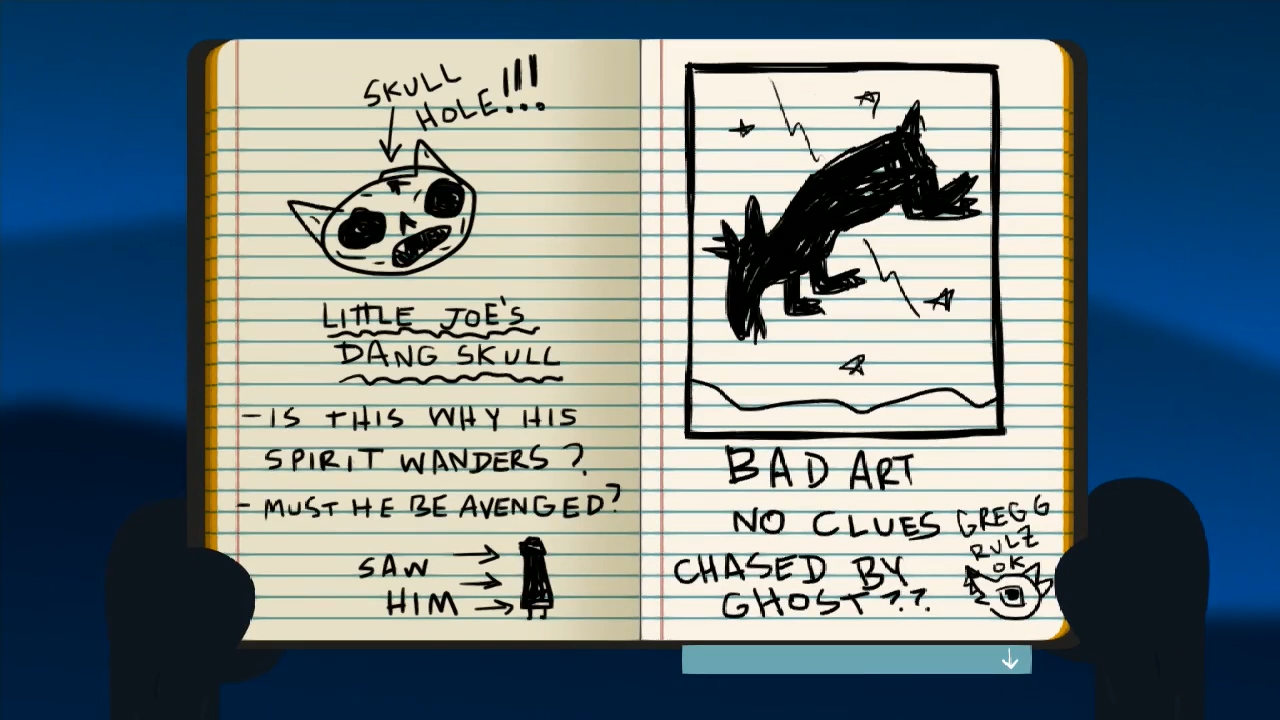 SKULL
HOLE!!!
LITTLE JOE'S
DANG SKULL
-IS THIS WHY HIS
SPIRIT WANDERS?
-MUST HE BE AVENGED?
SAW
HIM
BAD ART
NO CLUES
CHASED BY
GHOST??
GREGG
RULZ
OK